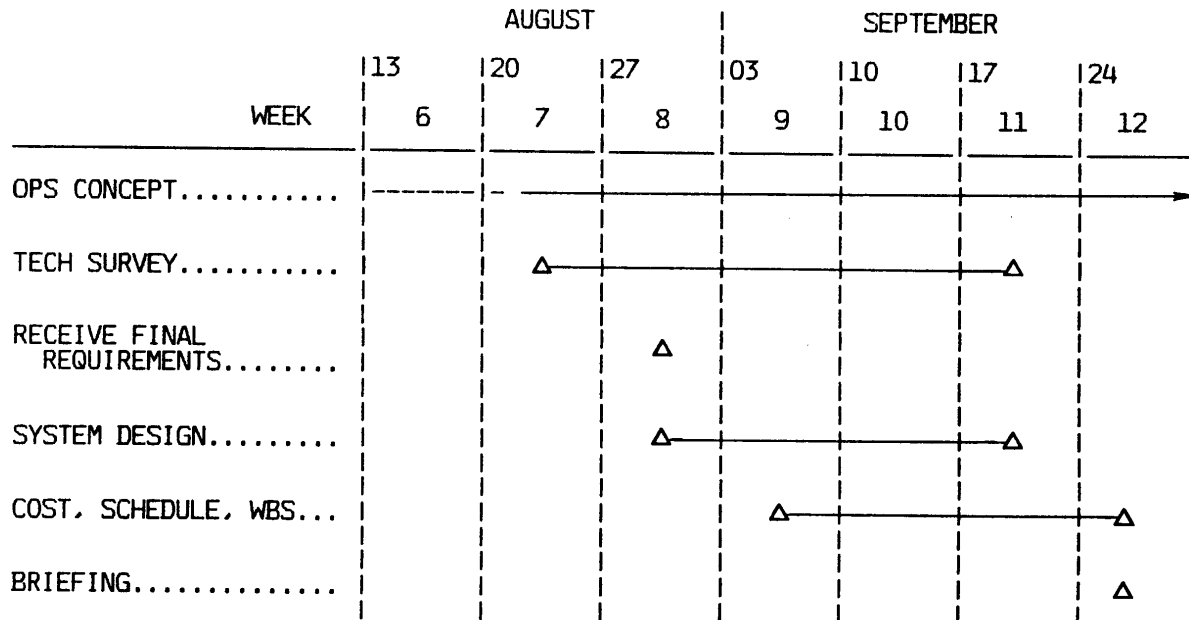 AUGUST SEPTEMBER
13 20 27 03 10 17 24
WEEK 6 7 8 9 10 11 12
OPS CONCEPT...........
TECH SURVEY...........
RECEIVE FINAL
REQUIREMENTS........
SYSTEM DESIGN.........
COST, SCHEDULE, WBS...
BRIEFING..............